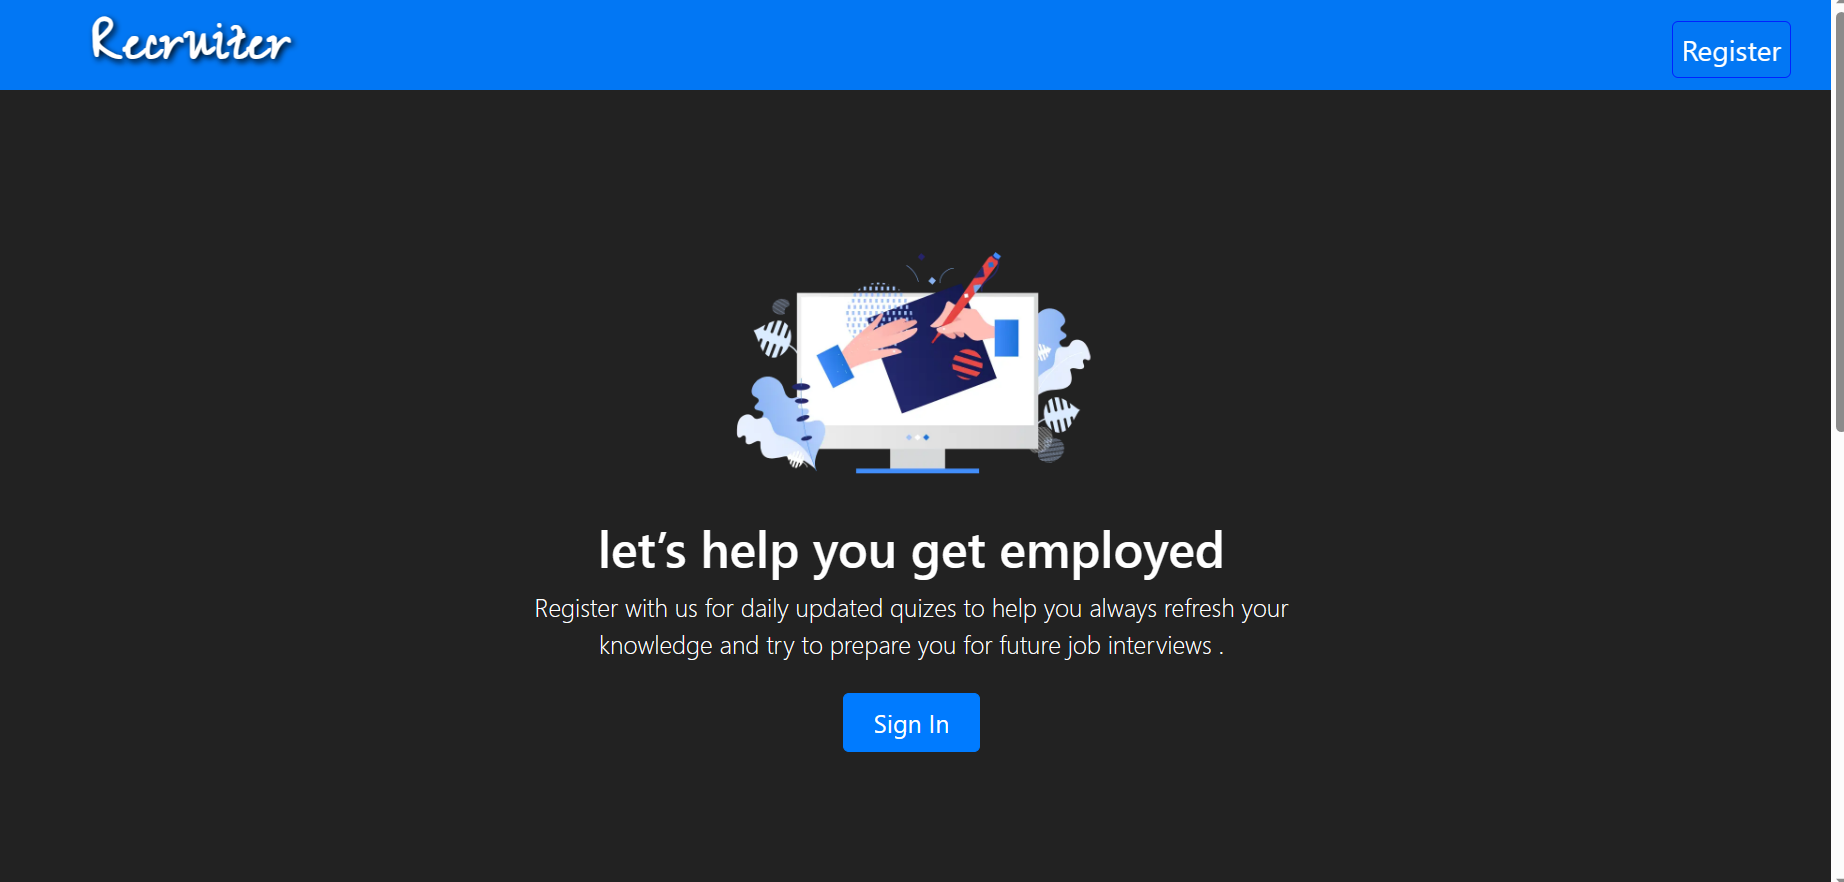 Recruiter
Register
let’s help you get employed
Register with us for daily updated quizes to help you always refresh your
knowledge and try to prepare you for future job interviews .
Sign In